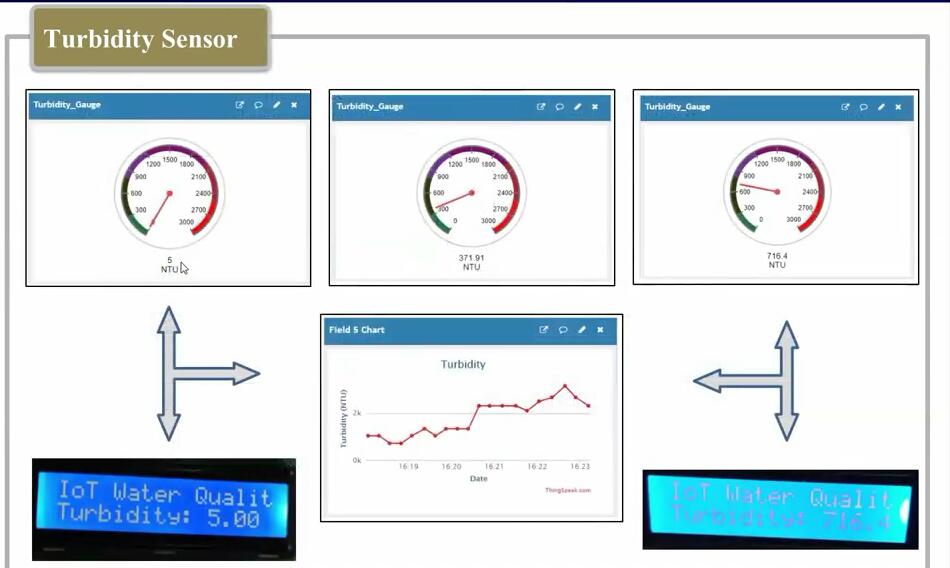 Turbidity Sensor
Turbidity_Gauge
1500
1200 1800
900 2100
600 2400
300 2700
3000
5
NTU
Turbidity_Gauge
1500
1200 1800
900 2100
600 2400
300 2700
0 3000
371.91
NTU
Turbidity_Gauge
1500
1200 1800
900 2100
600 2400
300 2700
0 3000
716.4
NTU
Field 5 Chart
Turbidity
Turbidity (NTU)
2k
0k
16:19 16:20 16:21 16:22 16:23
Date
ThingSpeak.com
IoT Water Qualit
Turbidity: 5.00
IoT Water Qualit
Turbidity: 716.4